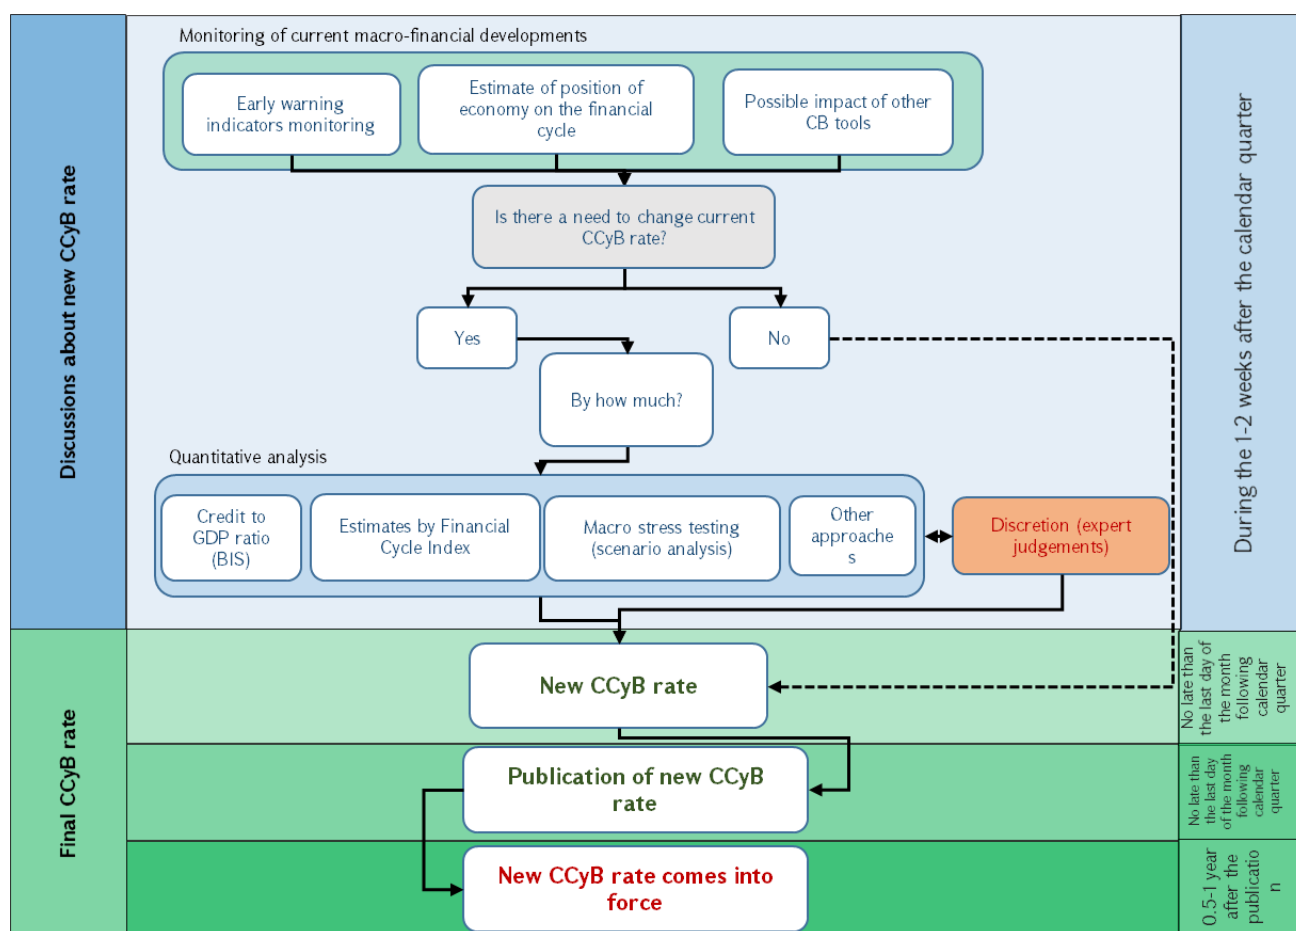 Monitoring of current macro-financial developments
Early warning
indicators monitoring
Estimate of position of
economy on the financial
cycle
Possible impact of other
CB tools
Is there a need to change current
CCyB rate?
Yes
No
By how much?
Quantitative analysis
Credit to
GDP ratio
(BIS)
Estimates by Financial
Cycle Index
Macro stress testing
(scenario analysis)
Other
approache
s
Discretion (expert
judgements)
New CCyB rate
Publication of new CCyB
rate
New CCyB rate comes into
force
Discussions about new CCyB rate
Final CCyB rate
During the 1-2 weeks after the calendar quarter
No late than
the last day of
the month
following
calendar
quarter
No late than
the last day
of the month
following
calendar
quarter
0.5-1 year
after the
publicatio
n